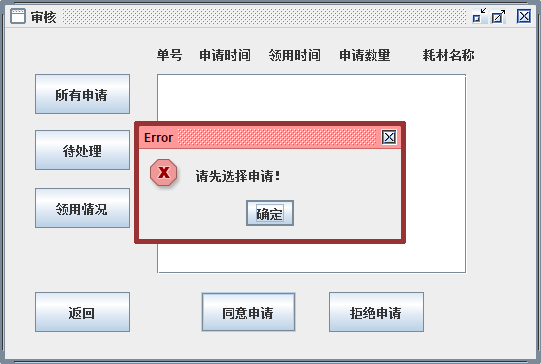 审核
单号 申请时间 领用时间 申请数量 耗材名称
所有申请
待处理
领用情况
Error
X
请先选择申请!
确定
返回 同意申请 拒绝申请